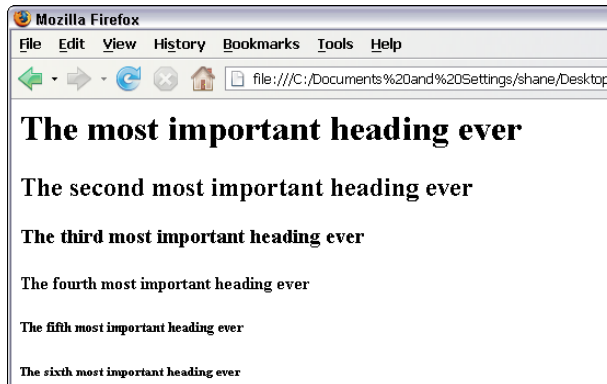 Mozilla Firefox
File Edit View History Bookmarks Tools Help
file:///C:/Documents%20and%20Settings/shane/Desktop
The most important heading ever
The second most important heading ever
The third most important heading ever
The fourth most important heading ever
The fifth most important heading ever
The sixth most important heading ever